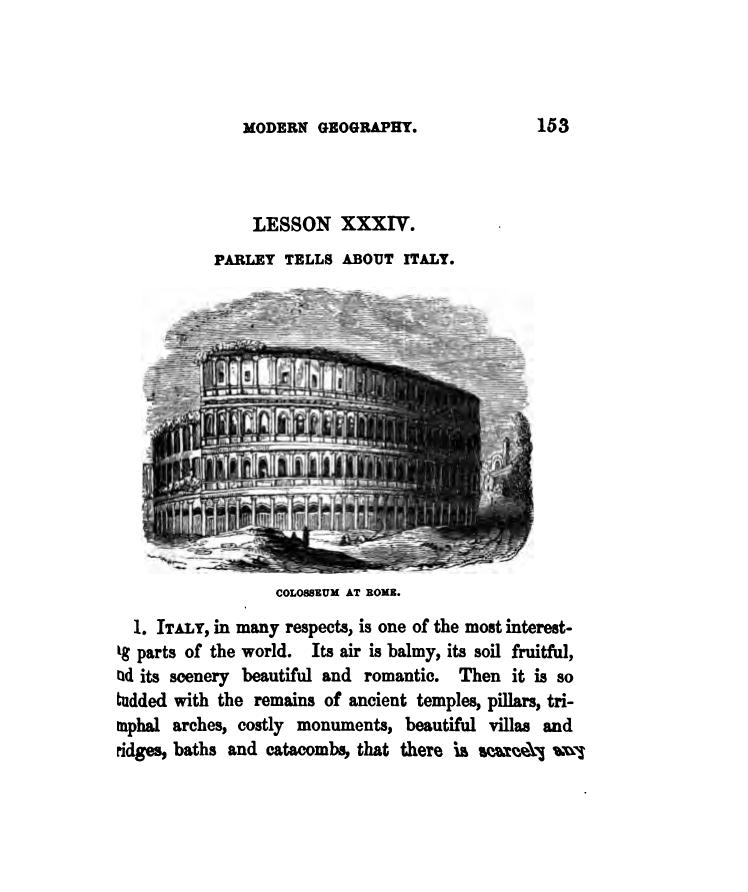 MODERN GEOGRAPHY. 153
LESSON XXXIV.
PARLEY TELLS ABOUT ITALY.
COLOSSEUM AT ROME.
1. ITALY, in many respects, is one of the most interest-
ng parts of the world. Its air is balmy, its soil fruitful,
nd its scenery beautiful and romantic. Then it is so
tudded with the remains of ancient temples, pillars, tri-
mphal arches, costly monuments, beautiful villas and
ridges, baths and catacombs, that there is scarcely any